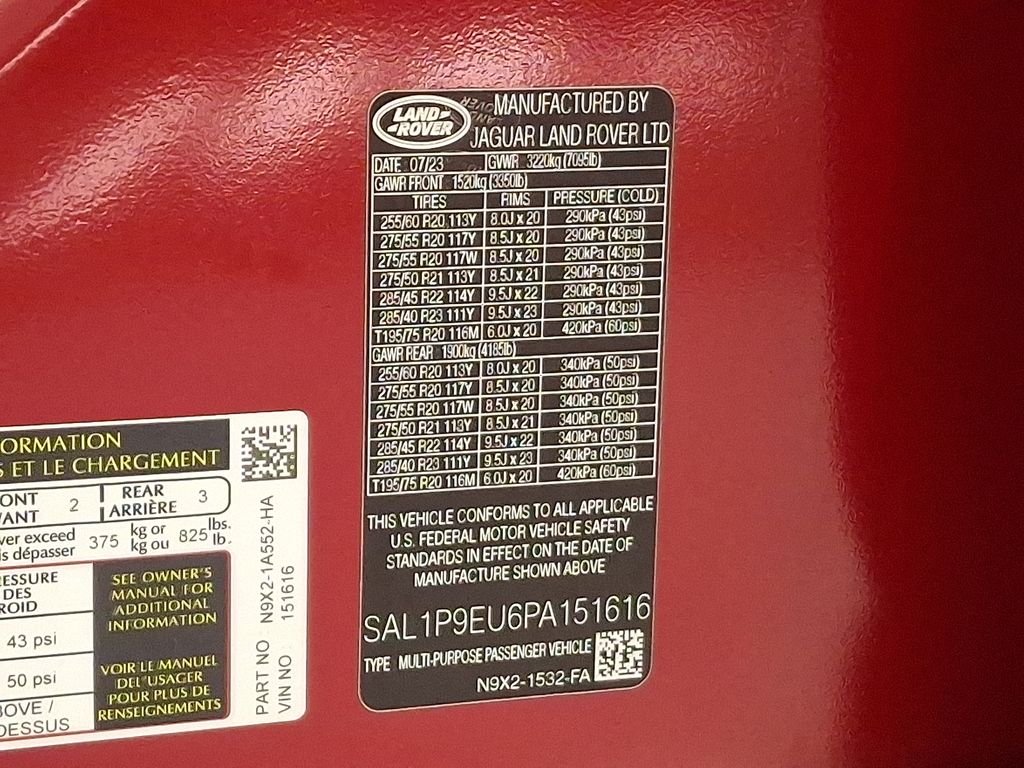 LAND ROVER
MANUFACTURED BY
JAGUAR LAND ROVER LTD
DATE 07/23 GVWR 3220kg (7095lb)
GAWR FRONT 1520kg (3350lb)
TIRES RIMS PRESSURE (COLD)
255/60 R20 113Y 8.0J x 20 290kPa (43psi)
275/55 R20 117Y 8.5J x 20 290kPa (43psi)
275/55 R20 117W 8.5J x 20 290kPa (43psi)
275/50 R21 113Y 8.5J x 21 290kPa (43psi)
285/45 R22 114Y 9.5J x 22 290kPa (43psi)
285/40 R23 111Y 9.5J x 23 290kPa (43psi)
T195/75 R20 116M 6.0J x 20 420kPa (60psi)
GAWR REAR 1900kg (4185lb)
255/60 R20 113Y 8.0J x 20 340kPa (50psi)
275/55 R20 117Y 8.5J x 20 340kPa (50psi)
275/55 R20 117W 8.5J x 20 340kPa (50psi)
275/50 R21 113Y 8.5J x 21 340kPa (50psi)
285/45 R22 114Y 9.5J x 22 340kPa (50psi)
285/40 R23 111Y 9.5J x 23 340kPa (50psi)
T195/75 R20 116M 6.0J x 20 420kPa (60psi)
THIS VEHICLE CONFORMS TO ALL APPLICABLE
U.S. FEDERAL MOTOR VEHICLE SAFETY
STANDARDS IN EFFECT ON THE DATE OF
MANUFACTURE SHOWN ABOVE
SAL1P9EU6PA151616
TYPE MULTI-PURPOSE PASSENGER VEHICLE
N9X2-1532-FA
ORMATION
S ET LE CHARGEMENT
ONT 2 REAR 3
VANT ARRIÈRE
ver exceed 375 kg or 825 lbs.
is dépasser kg ou lb.
ESSURE
DES
ROID
43 psi
50 psi
BOVE /
DESSUS
SEE OWNER'S
MANUAL FOR
ADDITIONAL
INFORMATION
VOIR LE MANUEL
DE L'USAGER
POUR PLUS DE
RENSEIGNEMENTS
PART NO : N9X2-1A552-HA
VIN NO : 151616